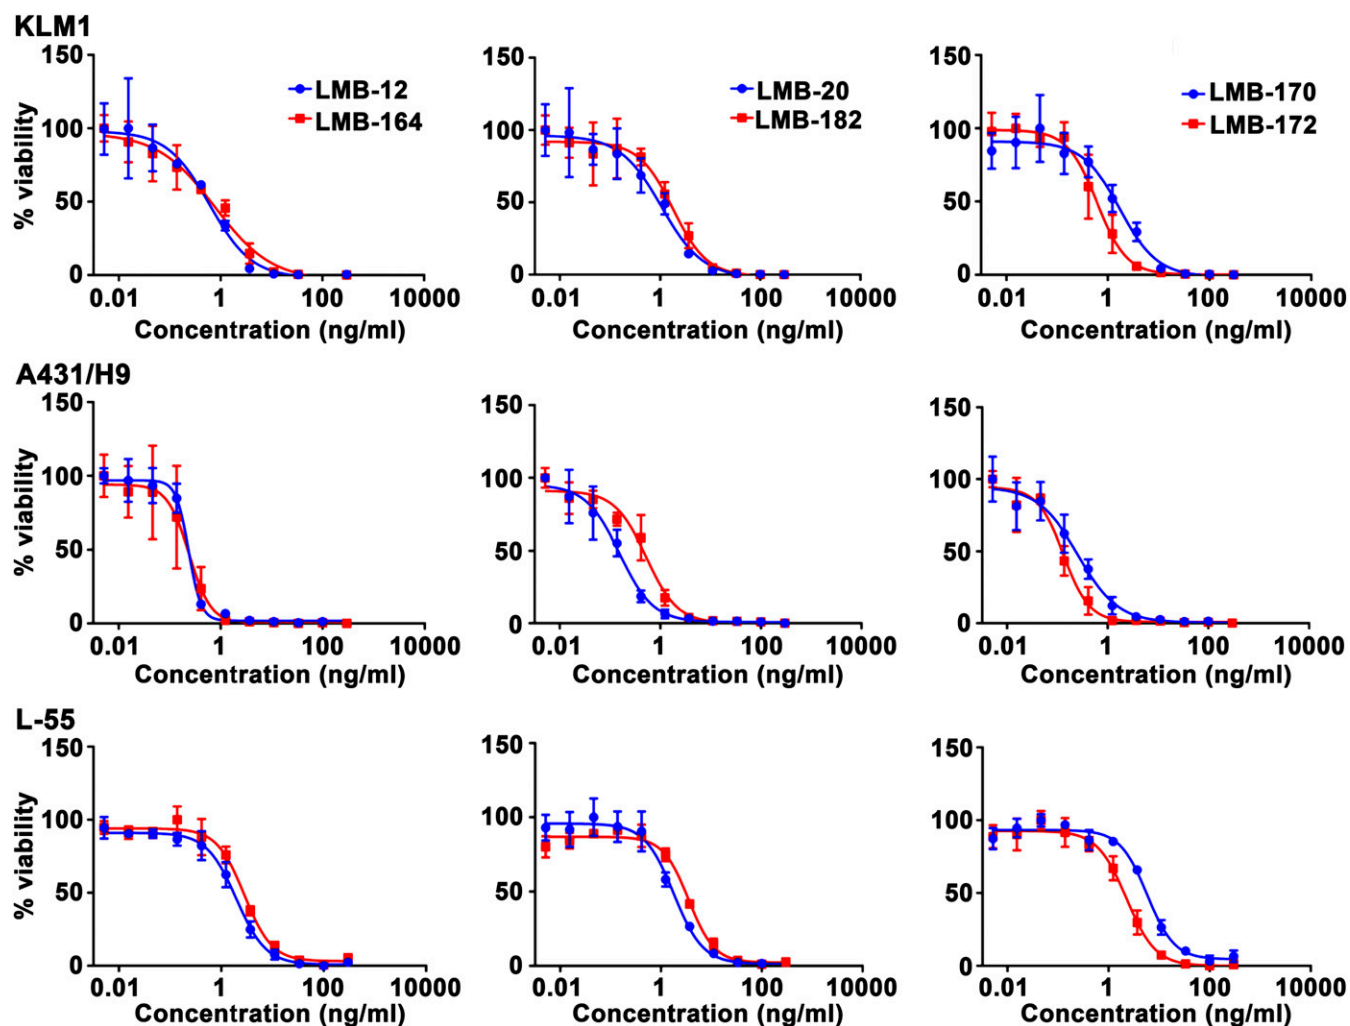 KLM1
150
100
50
0
% viability
LMB-12
LMB-164
0.01 1 100 10000
Concentration (ng/ml)
150
100
50
0
LMB-20
LMB-182
0.01 1 100 10000
Concentration (ng/ml)
150
100
50
0
LMB-170
LMB-172
0.01 1 100 10000
Concentration (ng/ml)
A431/H9
150
100
50
0
% viability
0.01 1 100 10000
Concentration (ng/ml)
150
100
50
0
0.01 1 100 10000
Concentration (ng/ml)
150
100
50
0
0.01 1 100 10000
Concentration (ng/ml)
L-55
150
100
50
0
% viability
0.01 1 100 10000
Concentration (ng/ml)
150
100
50
0
0.01 1 100 10000
Concentration (ng/ml)
150
100
50
0
0.01 1 100 10000
Concentration (ng/ml)